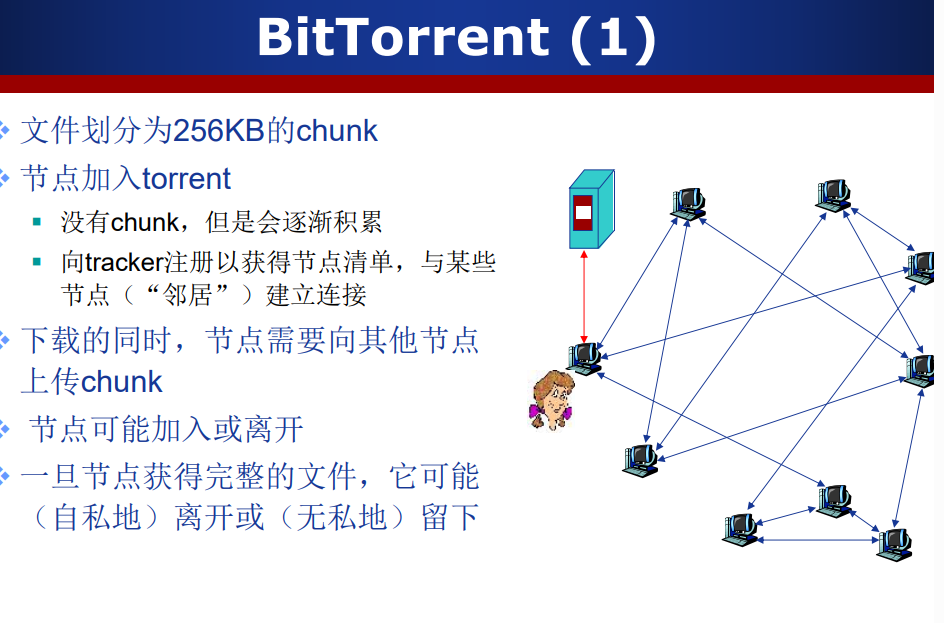 BitTorrent (1)
文件划分为256KB的chunk
节点加入torrent
没有chunk，但是会逐渐积累
向tracker注册以获得节点清单，与某些
节点（“邻居”）建立连接
下载的同时，节点需要向其他节点
上传chunk
节点可能加入或离开
一旦节点获得完整的文件，它可能
（自私地）离开或（无私地）留下